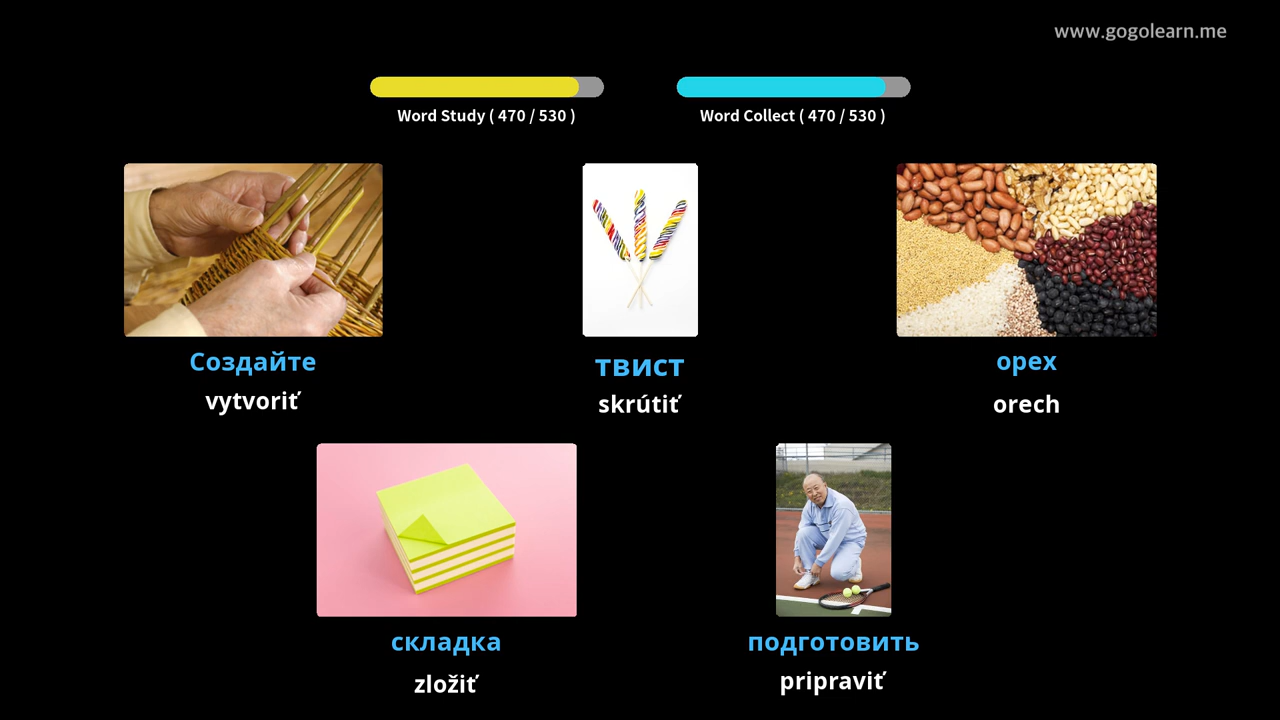 www.gogolearn.me
Word Study ( 470 / 530 )
Word Collect ( 470 / 530 )
Создайте
vytvoriť
твист
skrútiť
орех
orech
складка
zložiť
подготовить
pripraviť